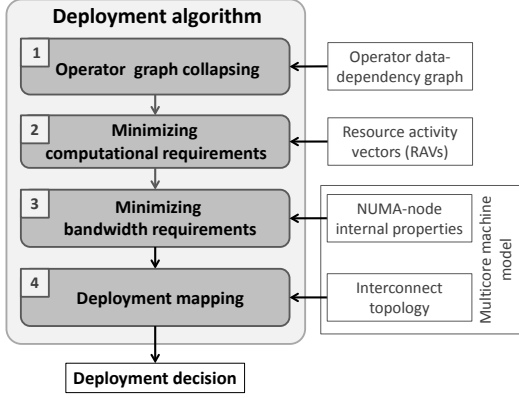 Deployment algorithm
1
Operator graph collapsing
Operator data-
dependency graph
2
Minimizing
computational requirements
Resource activity
vectors (RAVs)
3
Minimizing
bandwidth requirements
NUMA-node
internal properties
4
Deployment mapping
Interconnect
topology
Multicore machine
model
Deployment decision